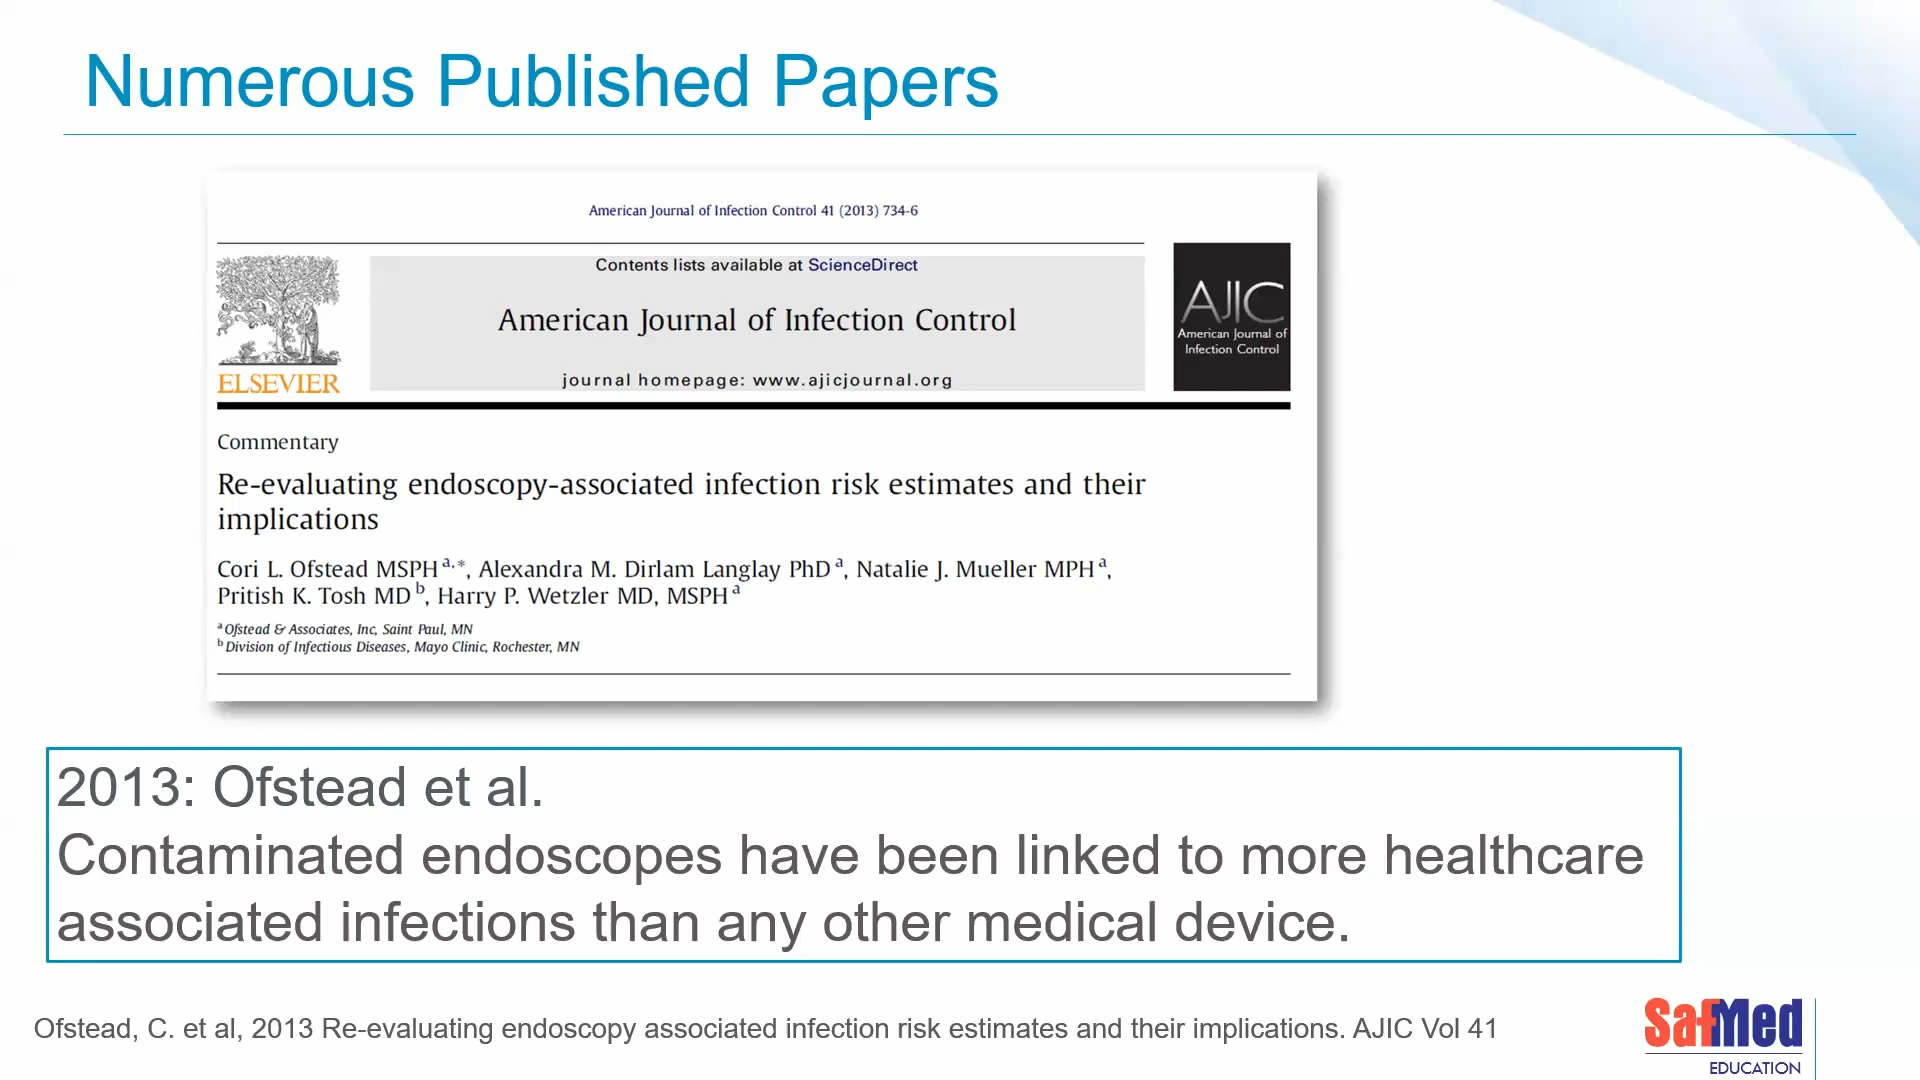 Numerous Published Papers
American Journal of Infection Control 41 (2013) 734-6
Contents lists available at ScienceDirect
American Journal of Infection Control
journal homepage: www.ajicjournal.org
ELSEVIER
AJIC
American Journal of
Infection Control
Commentary
Re-evaluating endoscopy-associated infection risk estimates and their
implications
Cori L. Ofstead MSPH a,*, Alexandra M. Dirlam Langlay PhD a, Natalie J. Mueller MPH a,
Pritish K. Tosh MD b, Harry P. Wetzler MD, MSPH a
a Ofstead & Associates, Inc, Saint Paul, MN
b Division of Infectious Diseases, Mayo Clinic, Rochester, MN
2013: Ofstead et al.
Contaminated endoscopes have been linked to more healthcare
associated infections than any other medical device.
Ofstead, C. et al, 2013 Re-evaluating endoscopy associated infection risk estimates and their implications. AJIC Vol 41
SafMed
EDUCATION